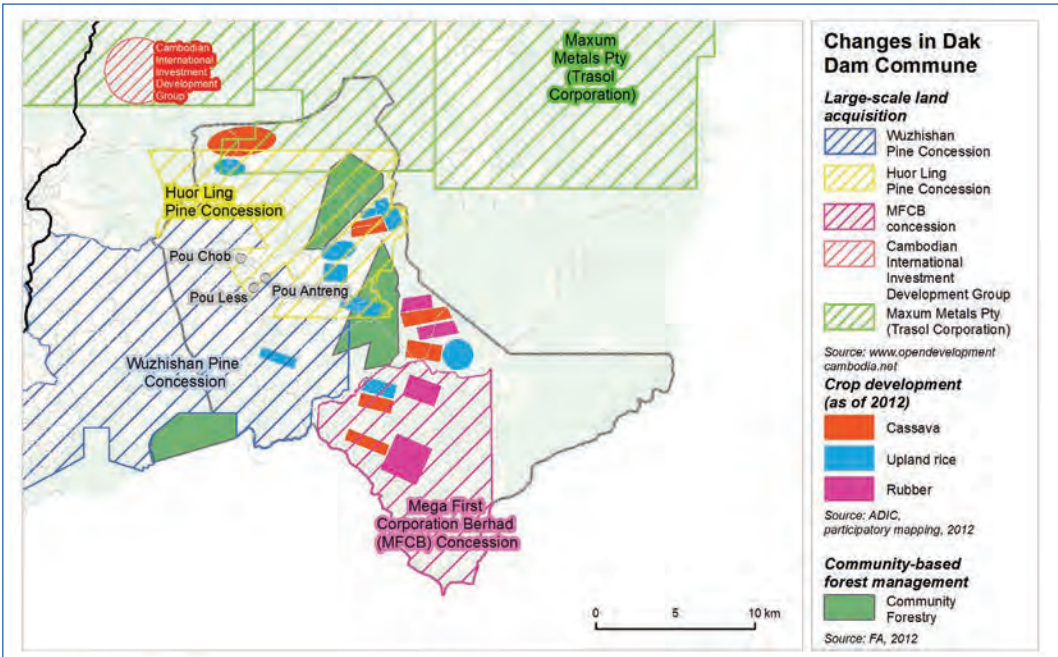 Cambodian
International
Investment
Development
Group
Maxum
Metals Pty
(Trasol
Corporation)
Huor Ling
Pine Concession
Pou Chob
Pou Less
Pou Antreng
Wuzhishan Pine
Concession
Mega First
Corporation Berhad
(MFCB) Concession
0 5 10 km
Changes in Dak
Dam Commune
Large-scale land
acquisition
Wuzhishan
Pine Concession
Huor Ling
Pine Concession
MFCB
concession
Cambodian
International
Investment
Development Group
Maxum Metals Pty
(Trasol Corporation)
Source: www.opendevelopment
cambodia.net
Crop development
(as of 2012)
Cassava
Upland rice
Rubber
Source: ADIC,
participatory mapping, 2012
Community-based
forest management
Community
Forestry
Source: FA, 2012